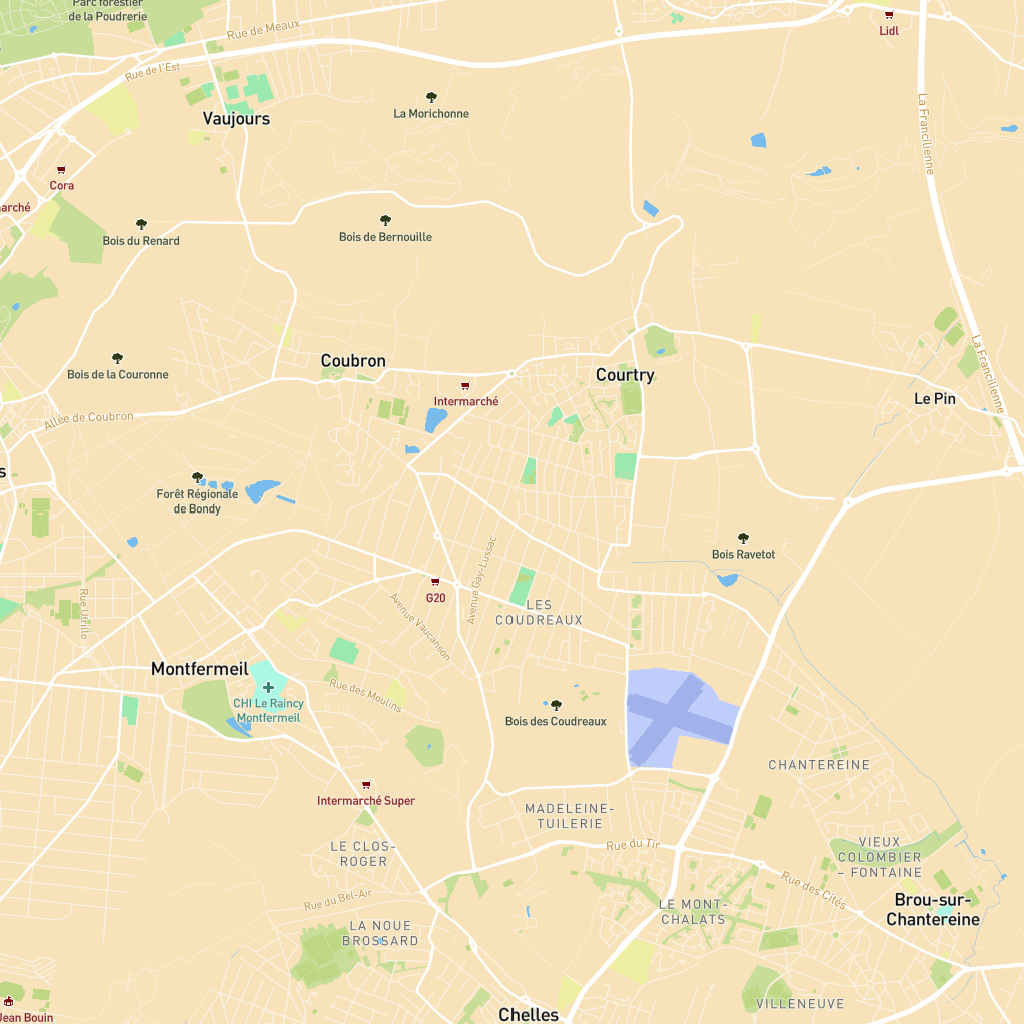 Parc forestier
de la Poudrerie
Rue de Meaux
Lidl
Rue de l'Est
La Morichonne
Vaujours
La Francilienne
Cora
arché
Bois du Renard
Bois de Bernouille
Bois de la Couronne
Coubron
Courtry
La Francilienne
Intermarché
Le Pin
Allée de Coubron
s
Forêt Régionale
de Bondy
Bois Ravetot
Avenue Gay-Lussac
G20
Rue Utrillo
Avenue Vaucanson
LES
COUDREAUX
Montfermeil
CHI Le Raincy
Montfermeil
Rue des Moulins
Bois des Coudreaux
CHANTEREINE
Intermarché Super
MADELEINE-
TUILERIE
LE CLOS-
ROGER
Rue du Tir
VIEUX
COLOMBIER
– FONTAINE
Rue du Bel-Air
Rue des Cités
LE MONT-
CHALATS
Brou-sur-
Chantereine
LA NOUE
BROSSARD
Jean Bouin
Chelles
VILLENEUVE